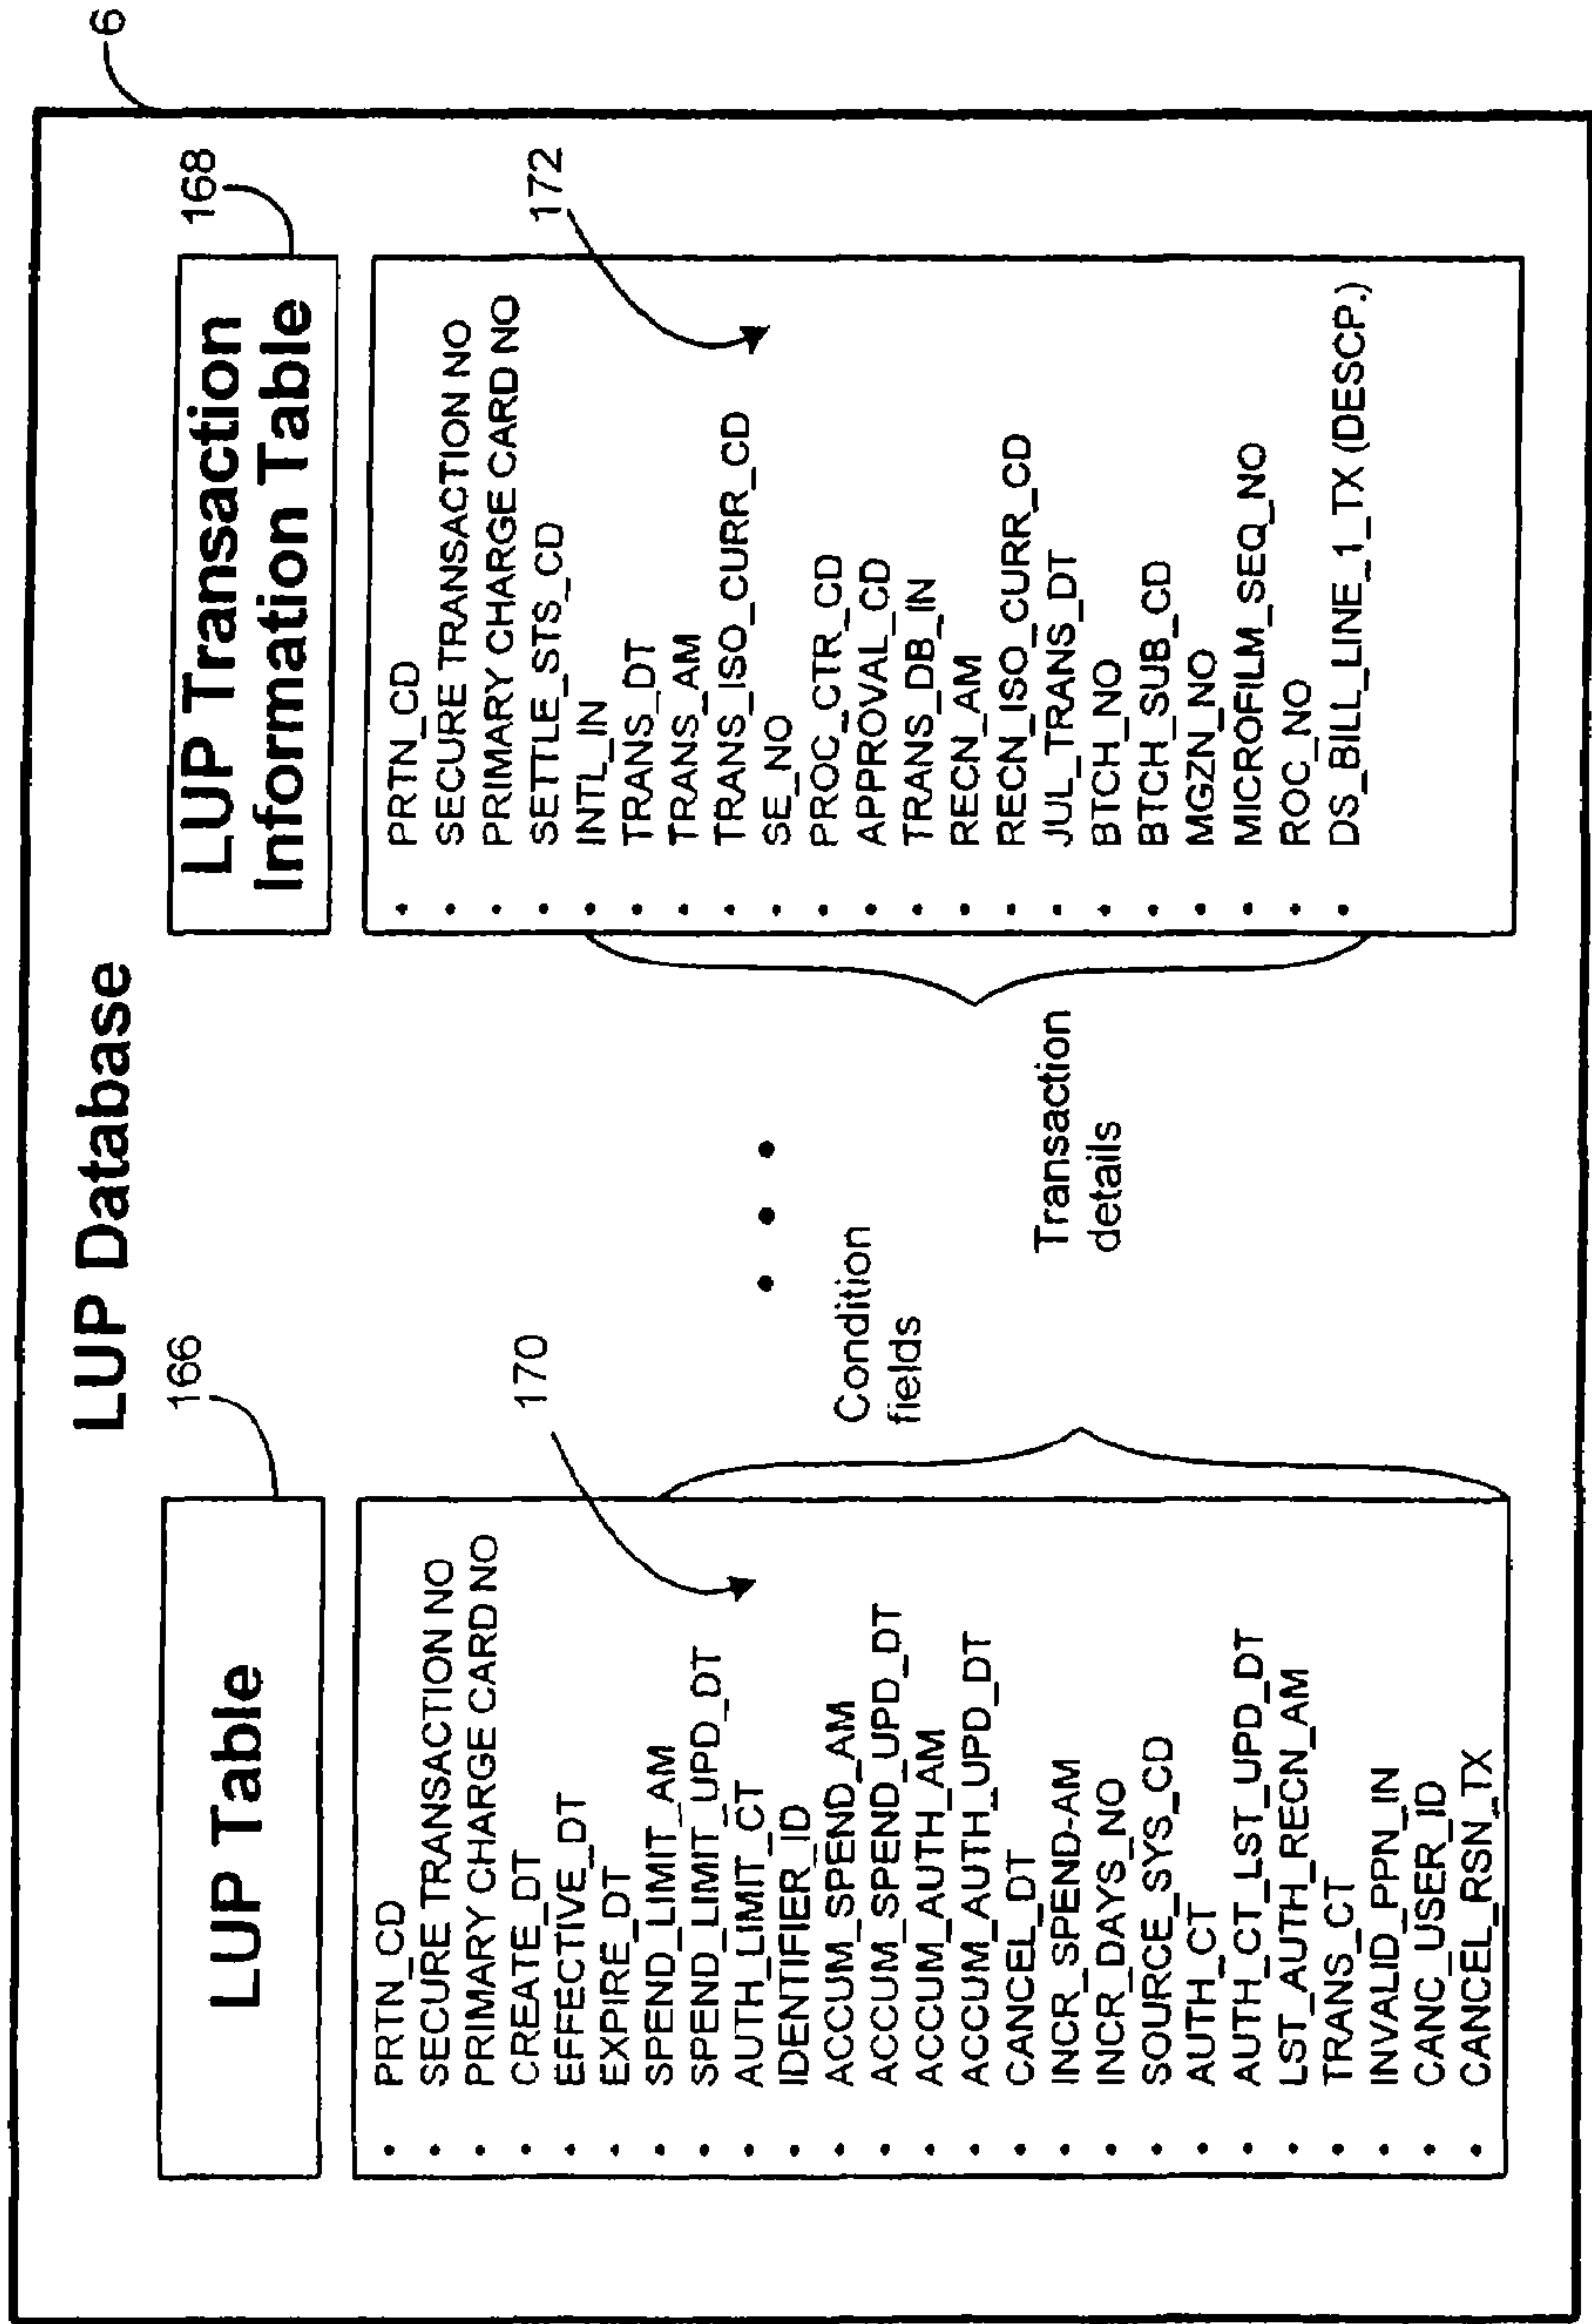 LUP Database
6
166
LUP Table
170
• PRTN_CD
• SECURE TRANSACTION NO
• PRIMARY CHARGE CARD NO
• CREATE_DT
• EFFECTIVE_DT
• EXPIRE_DT
• SPEND_LIMIT_AM
• SPEND_LIMIT_UPD_DT
• AUTH_LIMIT_CT
• IDENTIFIER_ID
• ACCUM_SPEND_AM
• ACCUM_SPEND_UPD_DT
• ACCUM_AUTH_AM
• ACCUM_AUTH_UPD_DT
• CANCEL_DT
• INCR_SPEND-AM
• INCR_DAYS_NO
• SOURCE_SYS_CD
• AUTH_CT
• AUTH_CT_LST_UPD_DT
• LST_AUTH_RECN_AM
• TRANS_CT
• INVALID_PPN_IN
• CANC_USER_ID
• CANCEL_RSN_TX
Condition
fields
• • •
168
LUP Transaction
Information Table
172
• PRTN_CD
• SECURE TRANSACTION NO
• PRIMARY CHARGE CARD NO
• SETTLE_STS_CD
• INTL_IN
• TRANS_DT
• TRANS_AM
• TRANS_ISO_CURR_CD
• SE_NO
• PROC_CTR_CD
• APPROVAL_CD
• TRANS_DB_IN
• RECN_AM
• RECN_ISO_CURR_CD
• JUL_TRANS_DT
• BTCH_NO
• BTCH_SUB_CD
• MGZN_NO
• MICROFILM_SEQ_NO
• ROC_NO
• DS_BILL_LINE_1_TX (DESCP.)
Transaction
details